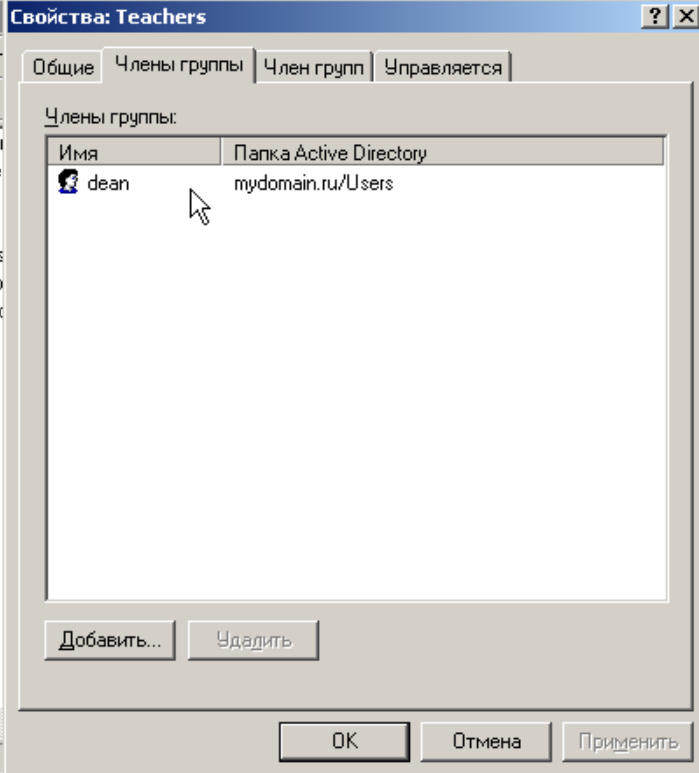 Свойства: Teachers
Общие Члены группы Член групп Управляется
Члены группы:
Имя Папка Active Directory
dean mydomain.ru/Users
Добавить... Удалить
OK Отмена Применить